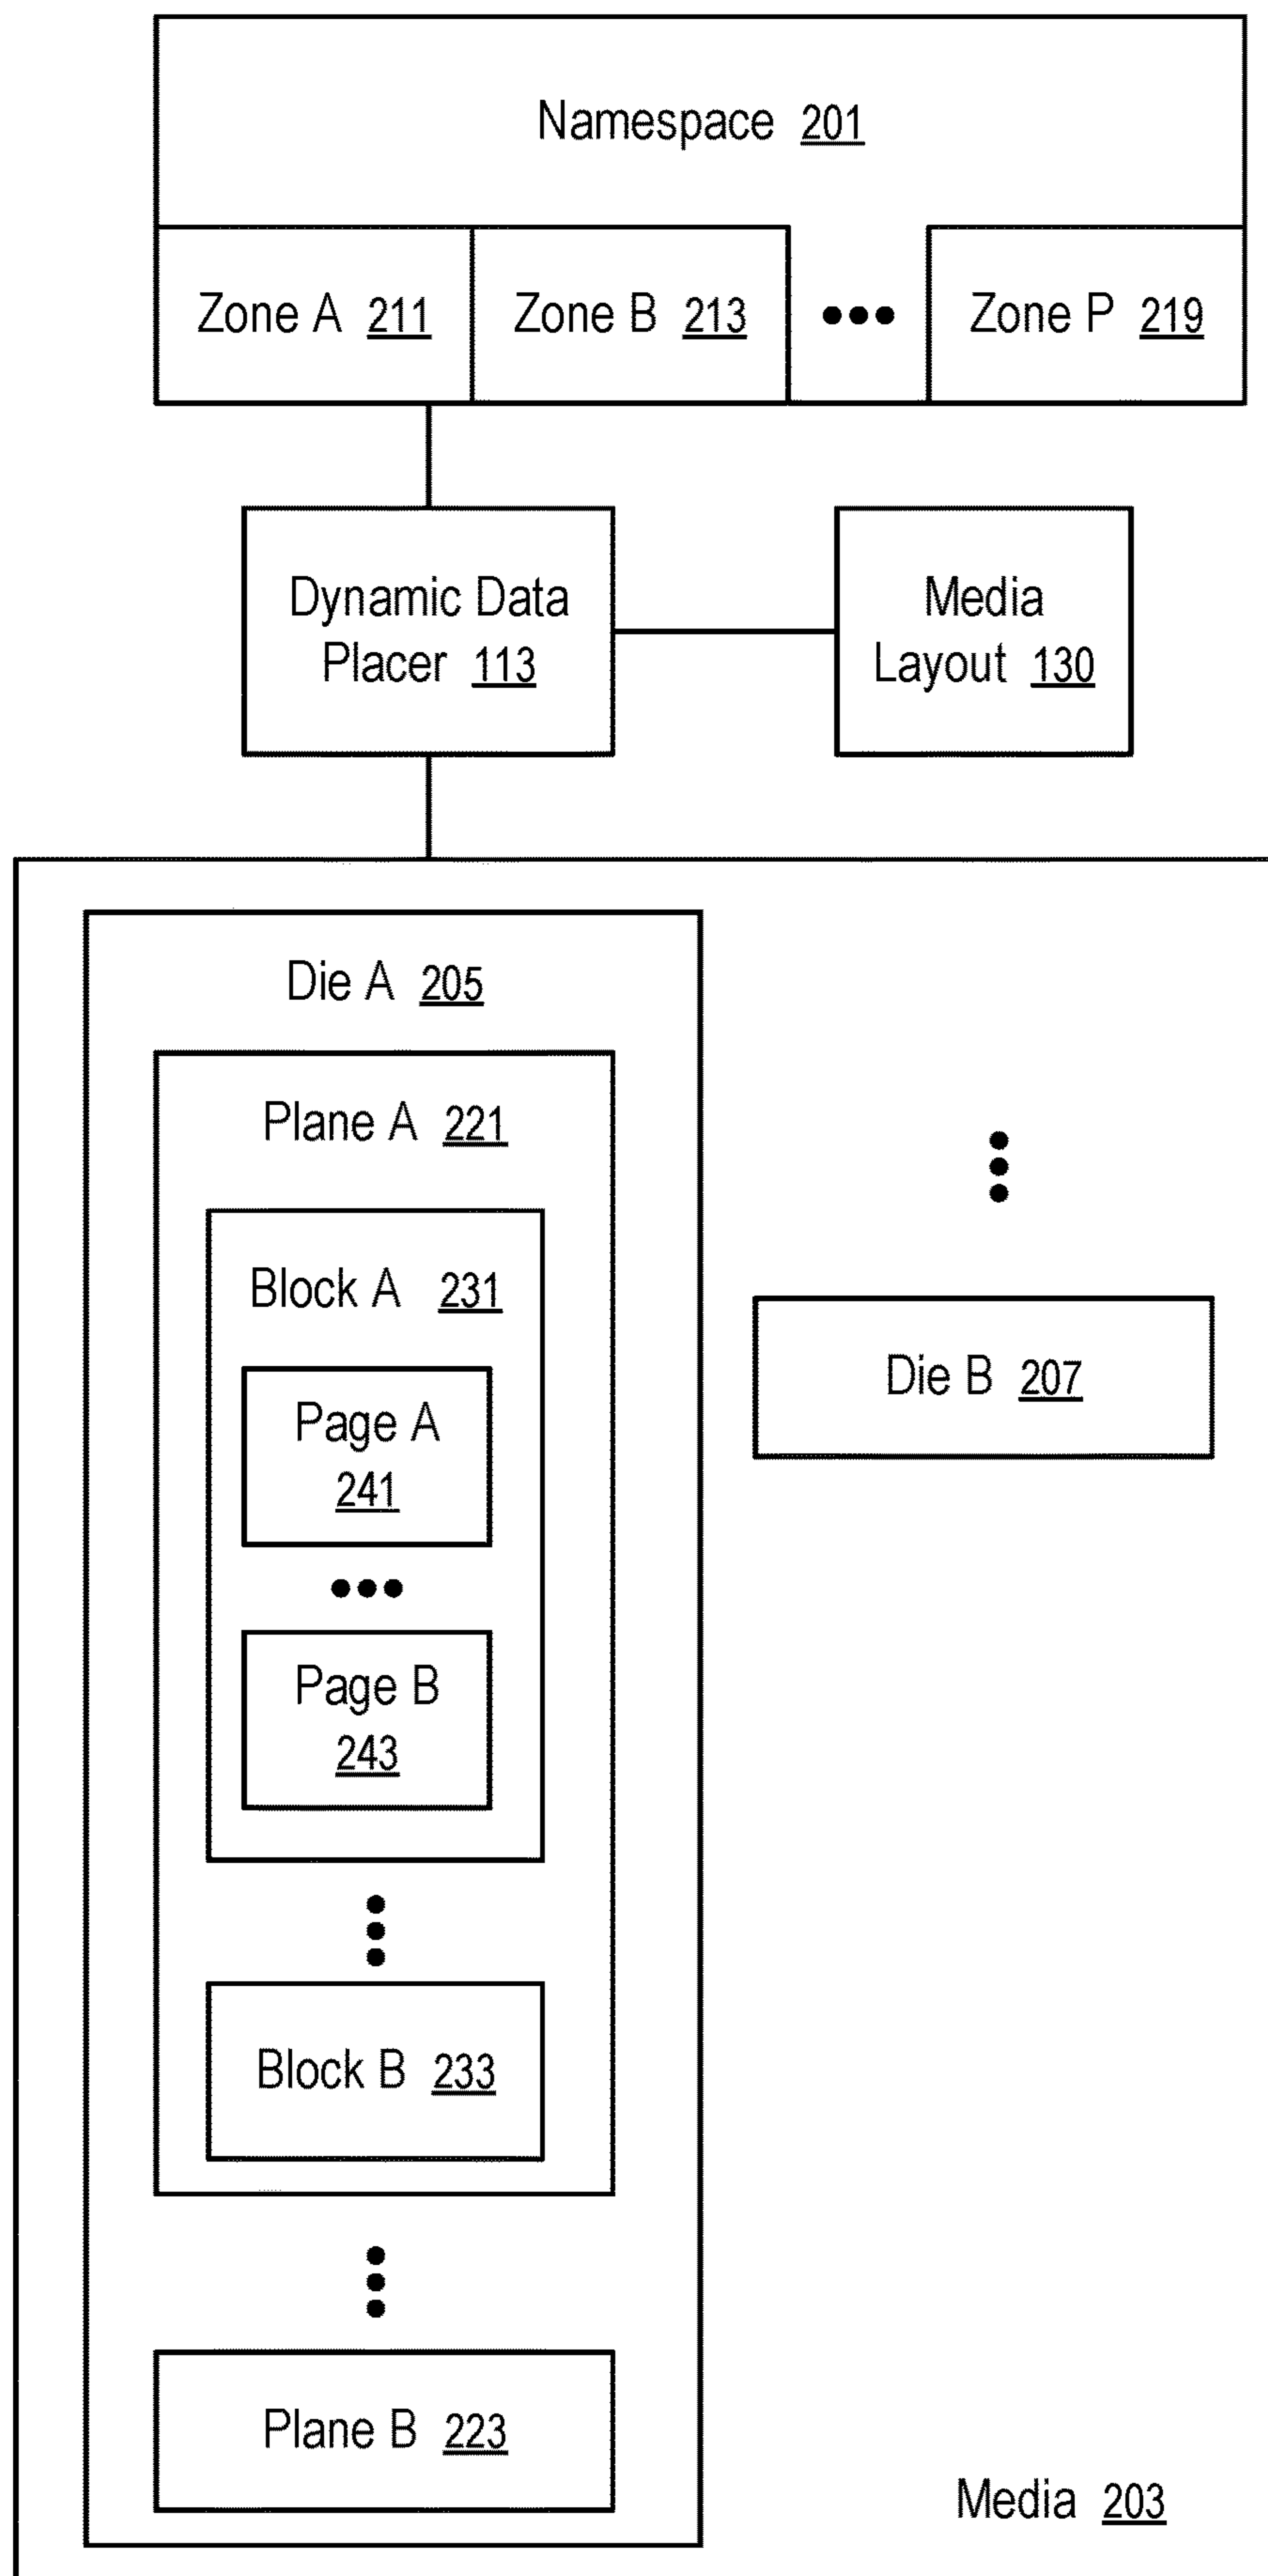 Namespace 201
Zone A 211 Zone B 213 ••• Zone P 219
Dynamic Data
Placer 113
Media
Layout 130
Die A 205
Plane A 221
Block A 231
Page A
241
•••
Page B
243
Block B 233
Plane B 223
Die B 207
Media 203